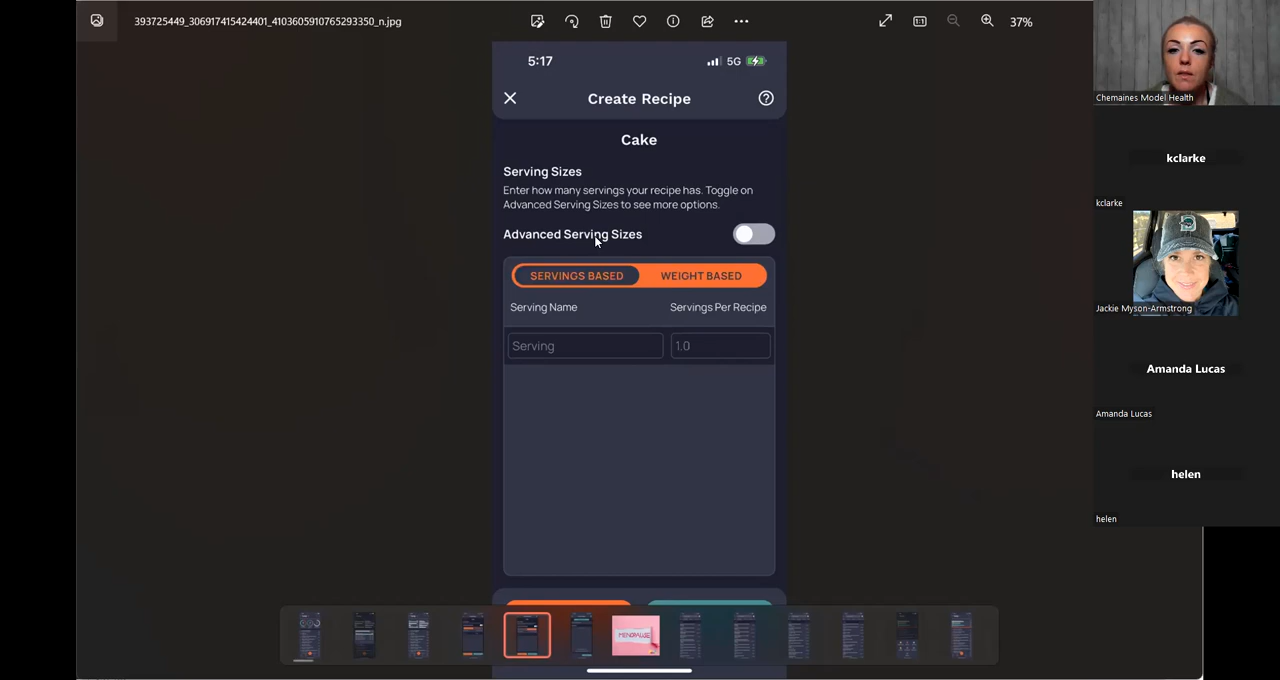 393725449_306917415424401_4103605910765293350_n.jpg
37%
5:17
5G
Create Recipe
Cake
Serving Sizes
Enter how many servings your recipe has. Toggle on
Advanced Serving Sizes to see more options.
Advanced Serving Sizes
SERVINGS BASED
WEIGHT BASED
Serving Name
Servings Per Recipe
Serving
1.0
MENOPAUSE
Chemaines Model Health
kclarke
kclarke
Jackie Myson-Armstrong
Amanda Lucas
Amanda Lucas
helen
helen